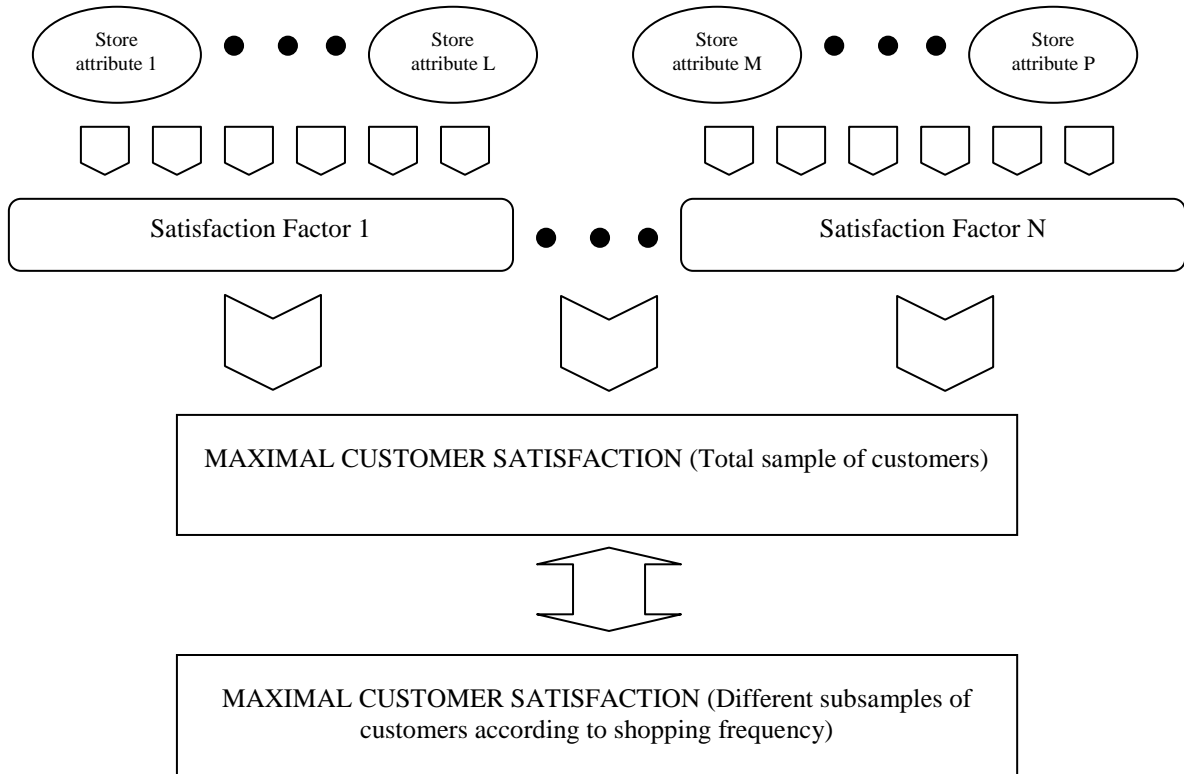 Store
attribute 1
Store
attribute L
Store
attribute M
Store
attribute P
Satisfaction Factor 1
Satisfaction Factor N
MAXIMAL CUSTOMER SATISFACTION (Total sample of customers)
MAXIMAL CUSTOMER SATISFACTION (Different subsamples of
customers according to shopping frequency)